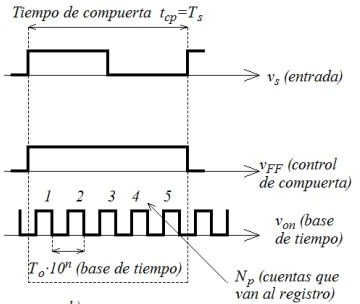 Tiempo de compuerta t_cp=T_s
v_s (entrada)
v_FF (control
de compuerta)
1 2 3 4 5
v_on (base
de tiempo)
T_o·10^n (base de tiempo)
N_p (cuentas que
van al registro)